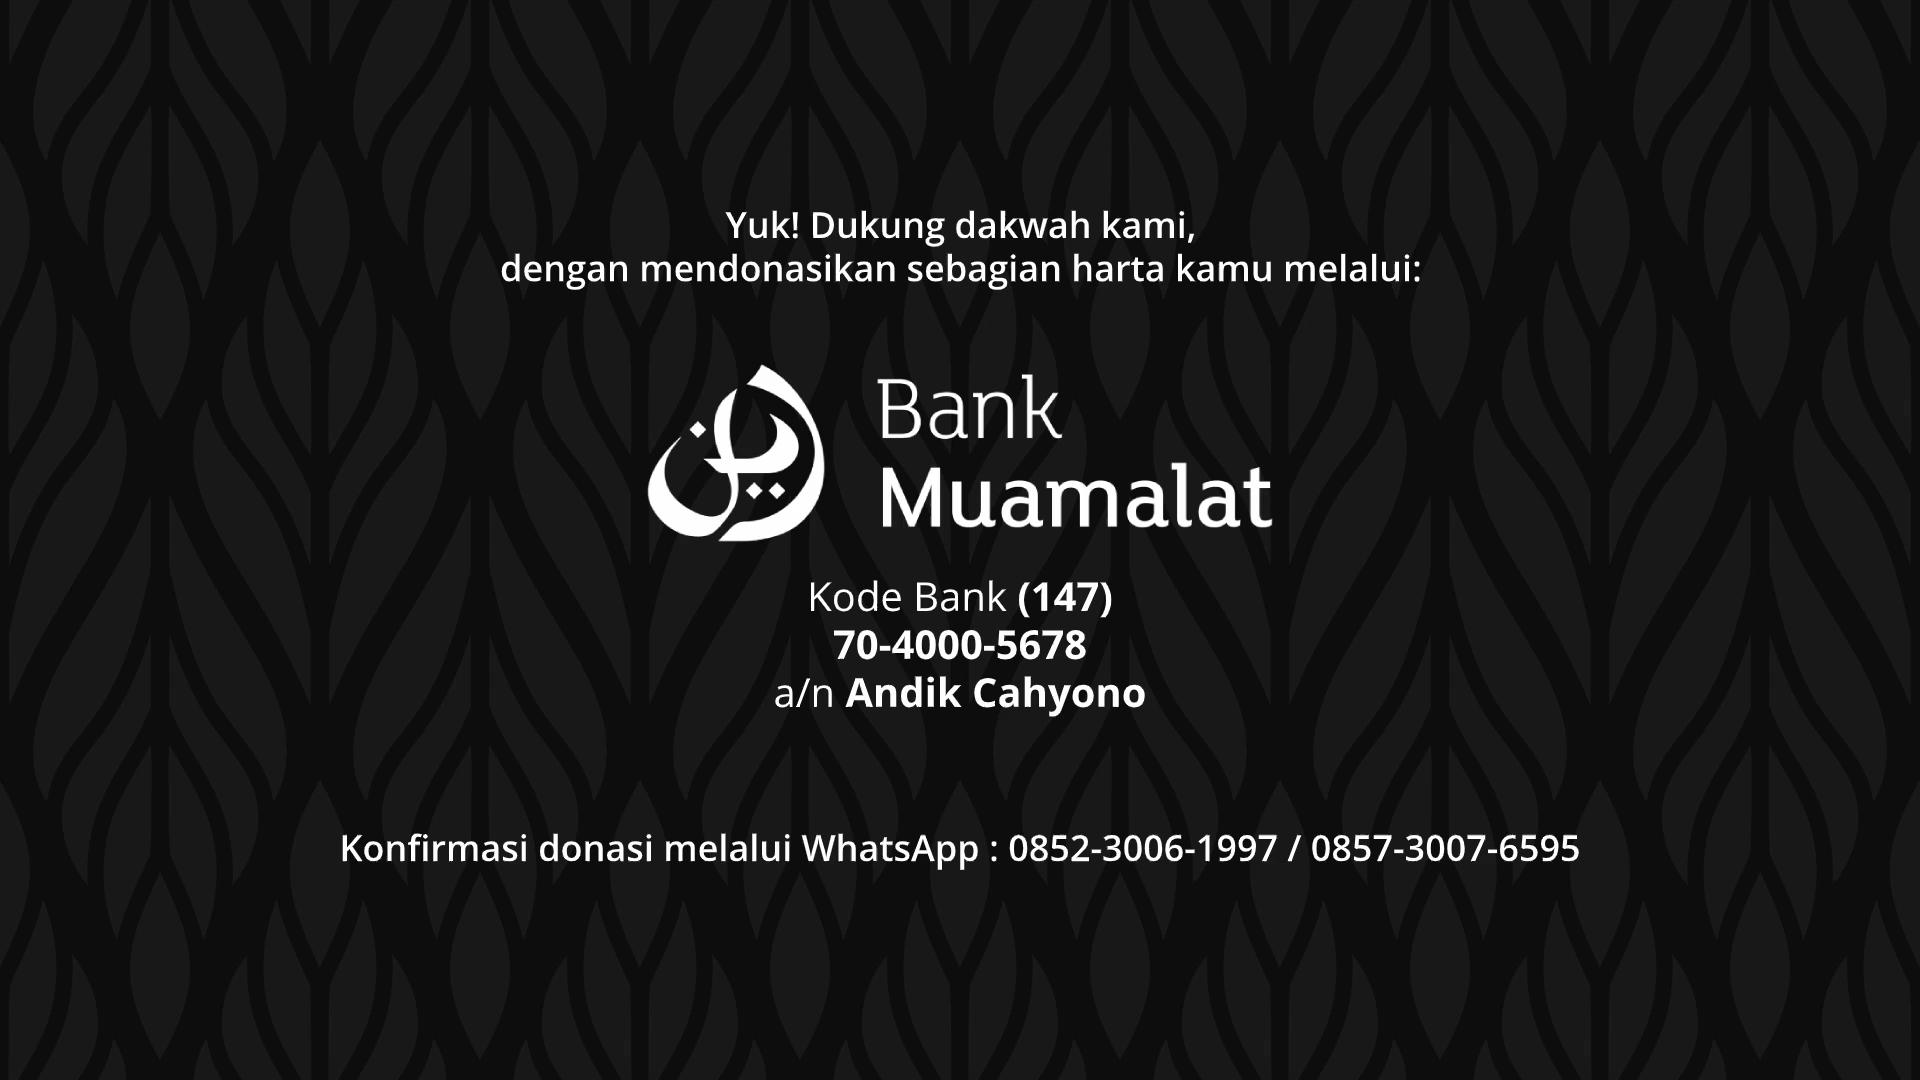 Yuk! Dukung dakwah kami,
dengan mendonasikan sebagian harta kamu melalui:
Bank
Muamalat
Kode Bank (147)
70-4000-5678
a/n Andik Cahyono
Konfirmasi donasi melalui WhatsApp : 0852-3006-1997 / 0857-3007-6595